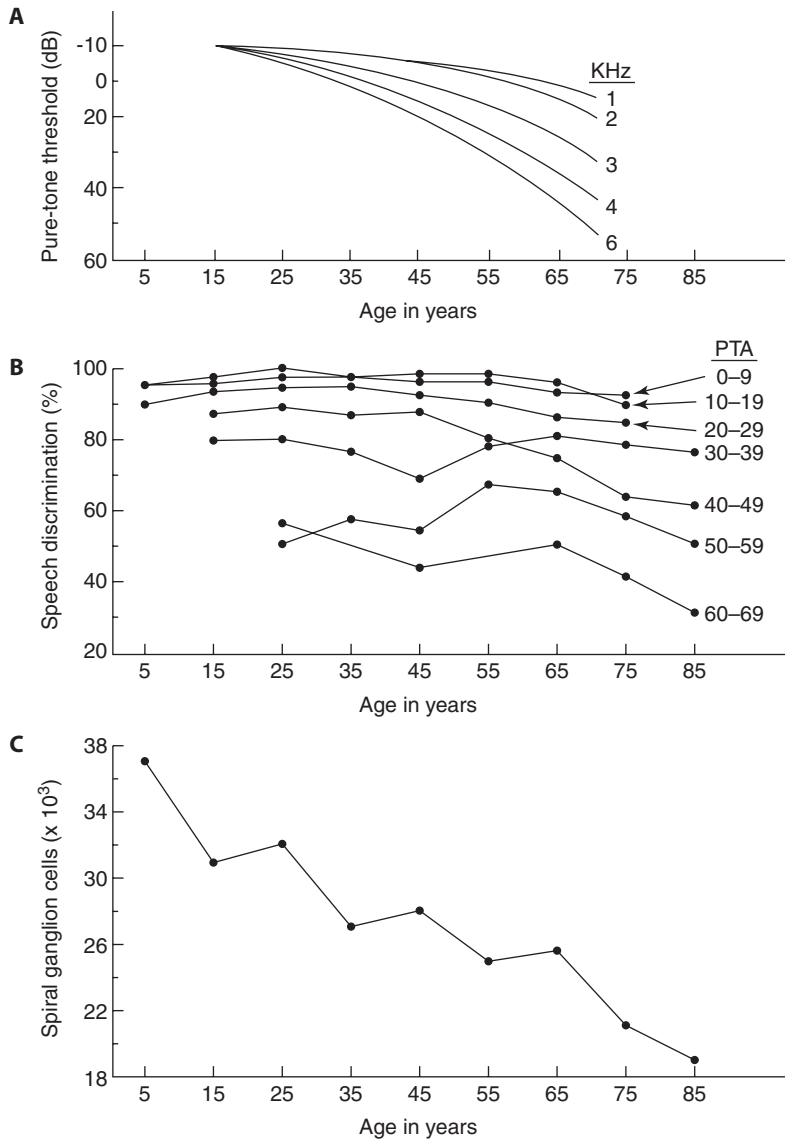 A
Pure-tone threshold (dB)
-10
0
20
40
60
KHz
1
2
3
4
6
5 15 25 35 45 55 65 75 85
Age in years
B
Speech discrimination (%)
100
80
60
40
20
PTA
0–9
10–19
20–29
30–39
40–49
50–59
60–69
5 15 25 35 45 55 65 75 85
Age in years
C
Spiral ganglion cells (x 10³)
38
34
30
26
22
18
5 15 25 35 45 55 65 75 85
Age in years